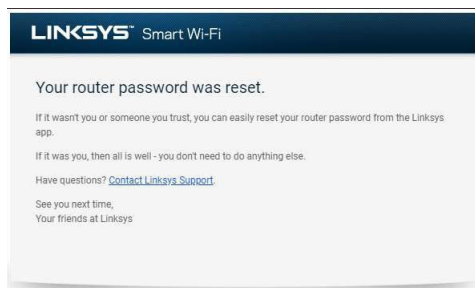 LINKSYS™ Smart Wi-Fi
Your router password was reset.
If it wasn't you or someone you trust, you can easily reset your router password from the Linksys
app.
If it was you, then all is well - you don't need to do anything else.
Have questions? Contact Linksys Support.
See you next time,
Your friends at Linksys